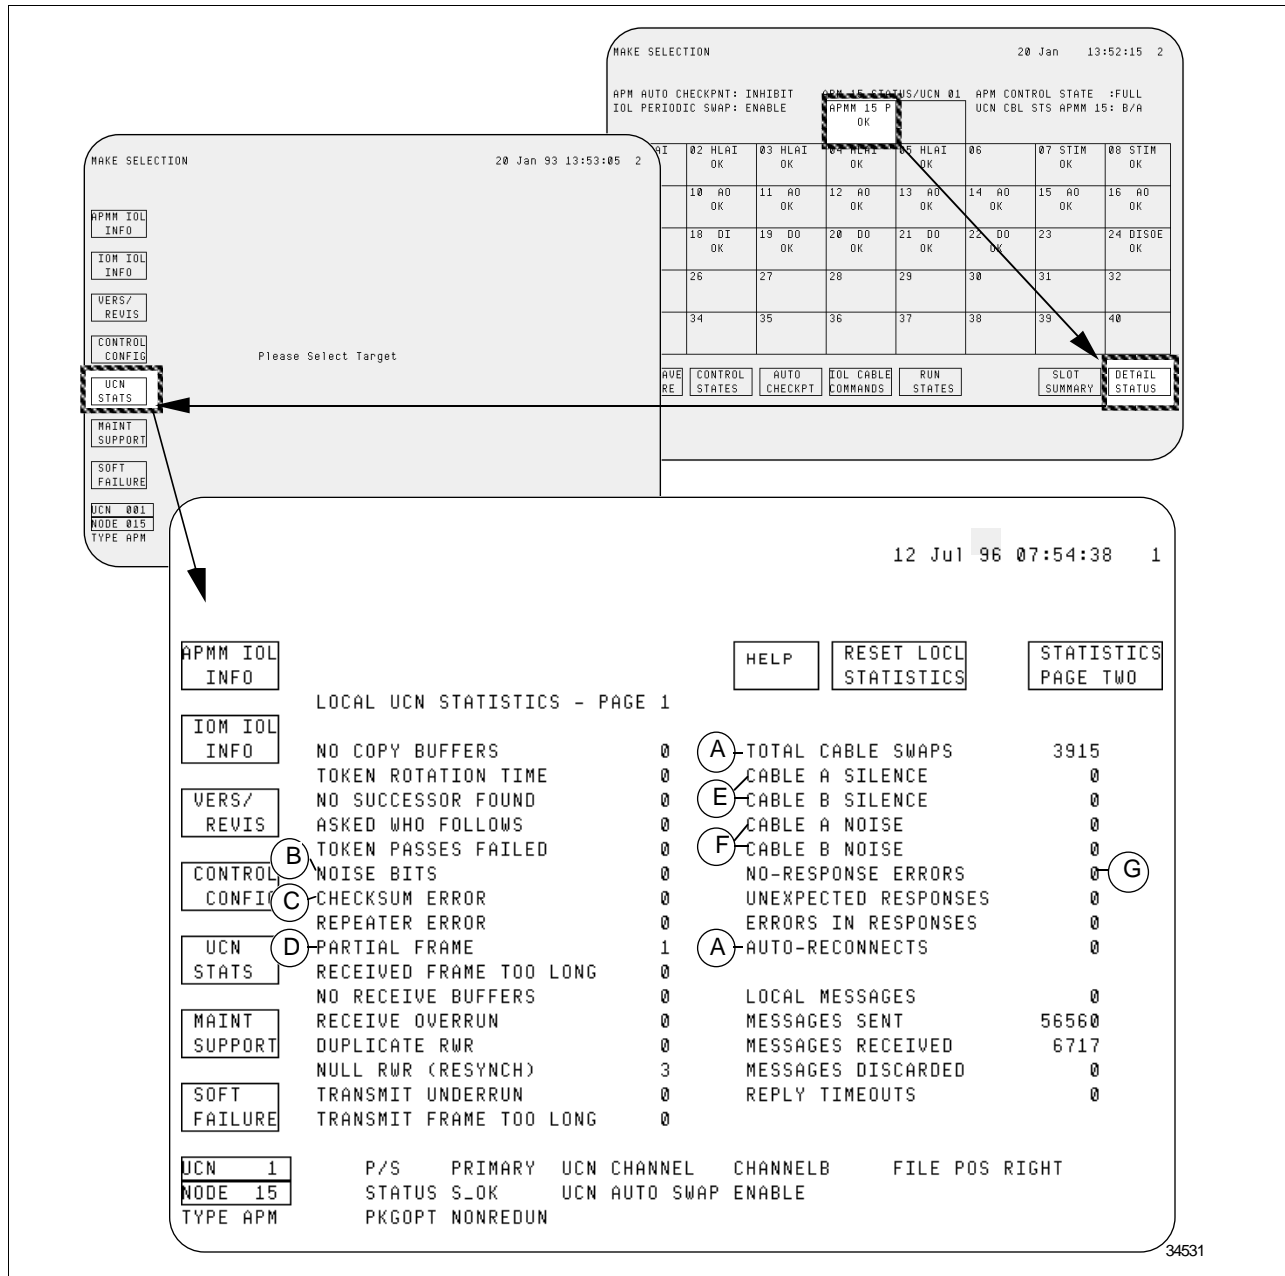 MAKE SELECTION 20 Jan 13:52:15 2
APM AUTO CHECKPNT: INHIBIT APM 15 STATUS/UCN 01 APM CONTROL STATE :FULL
IOL PERIODIC SWAP: ENABLE APMM 15 P UCN CBL STS APMM 15: B/A
OK
AI 02 HLAI 03 HLAI 04 HLAI 05 HLAI 06 07 STIM 08 STIM
OK OK OK OK OK OK
10 AO 11 AO 12 AO 13 AO 14 AO 15 AO 16 AO
OK OK OK OK OK OK OK
18 DI 19 DO 20 DO 21 DO 22 DO 23 24 DISOE
OK OK OK OK OK OK
26 27 28 29 30 31 32
34 35 36 37 38 39 40
AVE CONTROL AUTO IOL CABLE RUN SLOT DETAIL
RE STATES CHECKPT COMMANDS STATES SUMMARY STATUS
MAKE SELECTION 20 Jan 93 13:53:05 2
APMM IOL
INFO
IOM IOL
INFO
VERS/
REVIS
CONTROL
CONFIG
Please Select Target
UCN
STATS
MAINT
SUPPORT
SOFT
FAILURE
UCN 001
NODE 015
TYPE APM
12 Jul 96 07:54:38 1
APMM IOL HELP RESET LOCL STATISTICS
INFO STATISTICS PAGE TWO
LOCAL UCN STATISTICS - PAGE 1
IOM IOL
INFO NO COPY BUFFERS 0 A TOTAL CABLE SWAPS 3915
TOKEN ROTATION TIME 0 CABLE A SILENCE 0
VERS/ NO SUCCESSOR FOUND 0 E CABLE B SILENCE 0
REVIS ASKED WHO FOLLOWS 0 CABLE A NOISE 0
TOKEN PASSES FAILED 0 F CABLE B NOISE 0
CONTROL B NOISE BITS 0 NO-RESPONSE ERRORS 0 G
CONFIG C CHECKSUM ERROR 0 UNEXPECTED RESPONSES 0
REPEATER ERROR 0 ERRORS IN RESPONSES 0
UCN D PARTIAL FRAME 1 A AUTO-RECONNECTS 0
STATS RECEIVED FRAME TOO LONG 0
NO RECEIVE BUFFERS 0 LOCAL MESSAGES 0
MAINT RECEIVE OVERRUN 0 MESSAGES SENT 56560
SUPPORT DUPLICATE RWR 0 MESSAGES RECEIVED 6717
NULL RWR (RESYNCH) 3 MESSAGES DISCARDED 0
SOFT TRANSMIT UNDERRUN 0 REPLY TIMEOUTS 0
FAILURE TRANSMIT FRAME TOO LONG 0
UCN 1 P/S PRIMARY UCN CHANNEL CHANNELB FILE POS RIGHT
NODE 15 STATUS S_OK UCN AUTO SWAP ENABLE
TYPE APM PKGOPT NONREDUN
34531